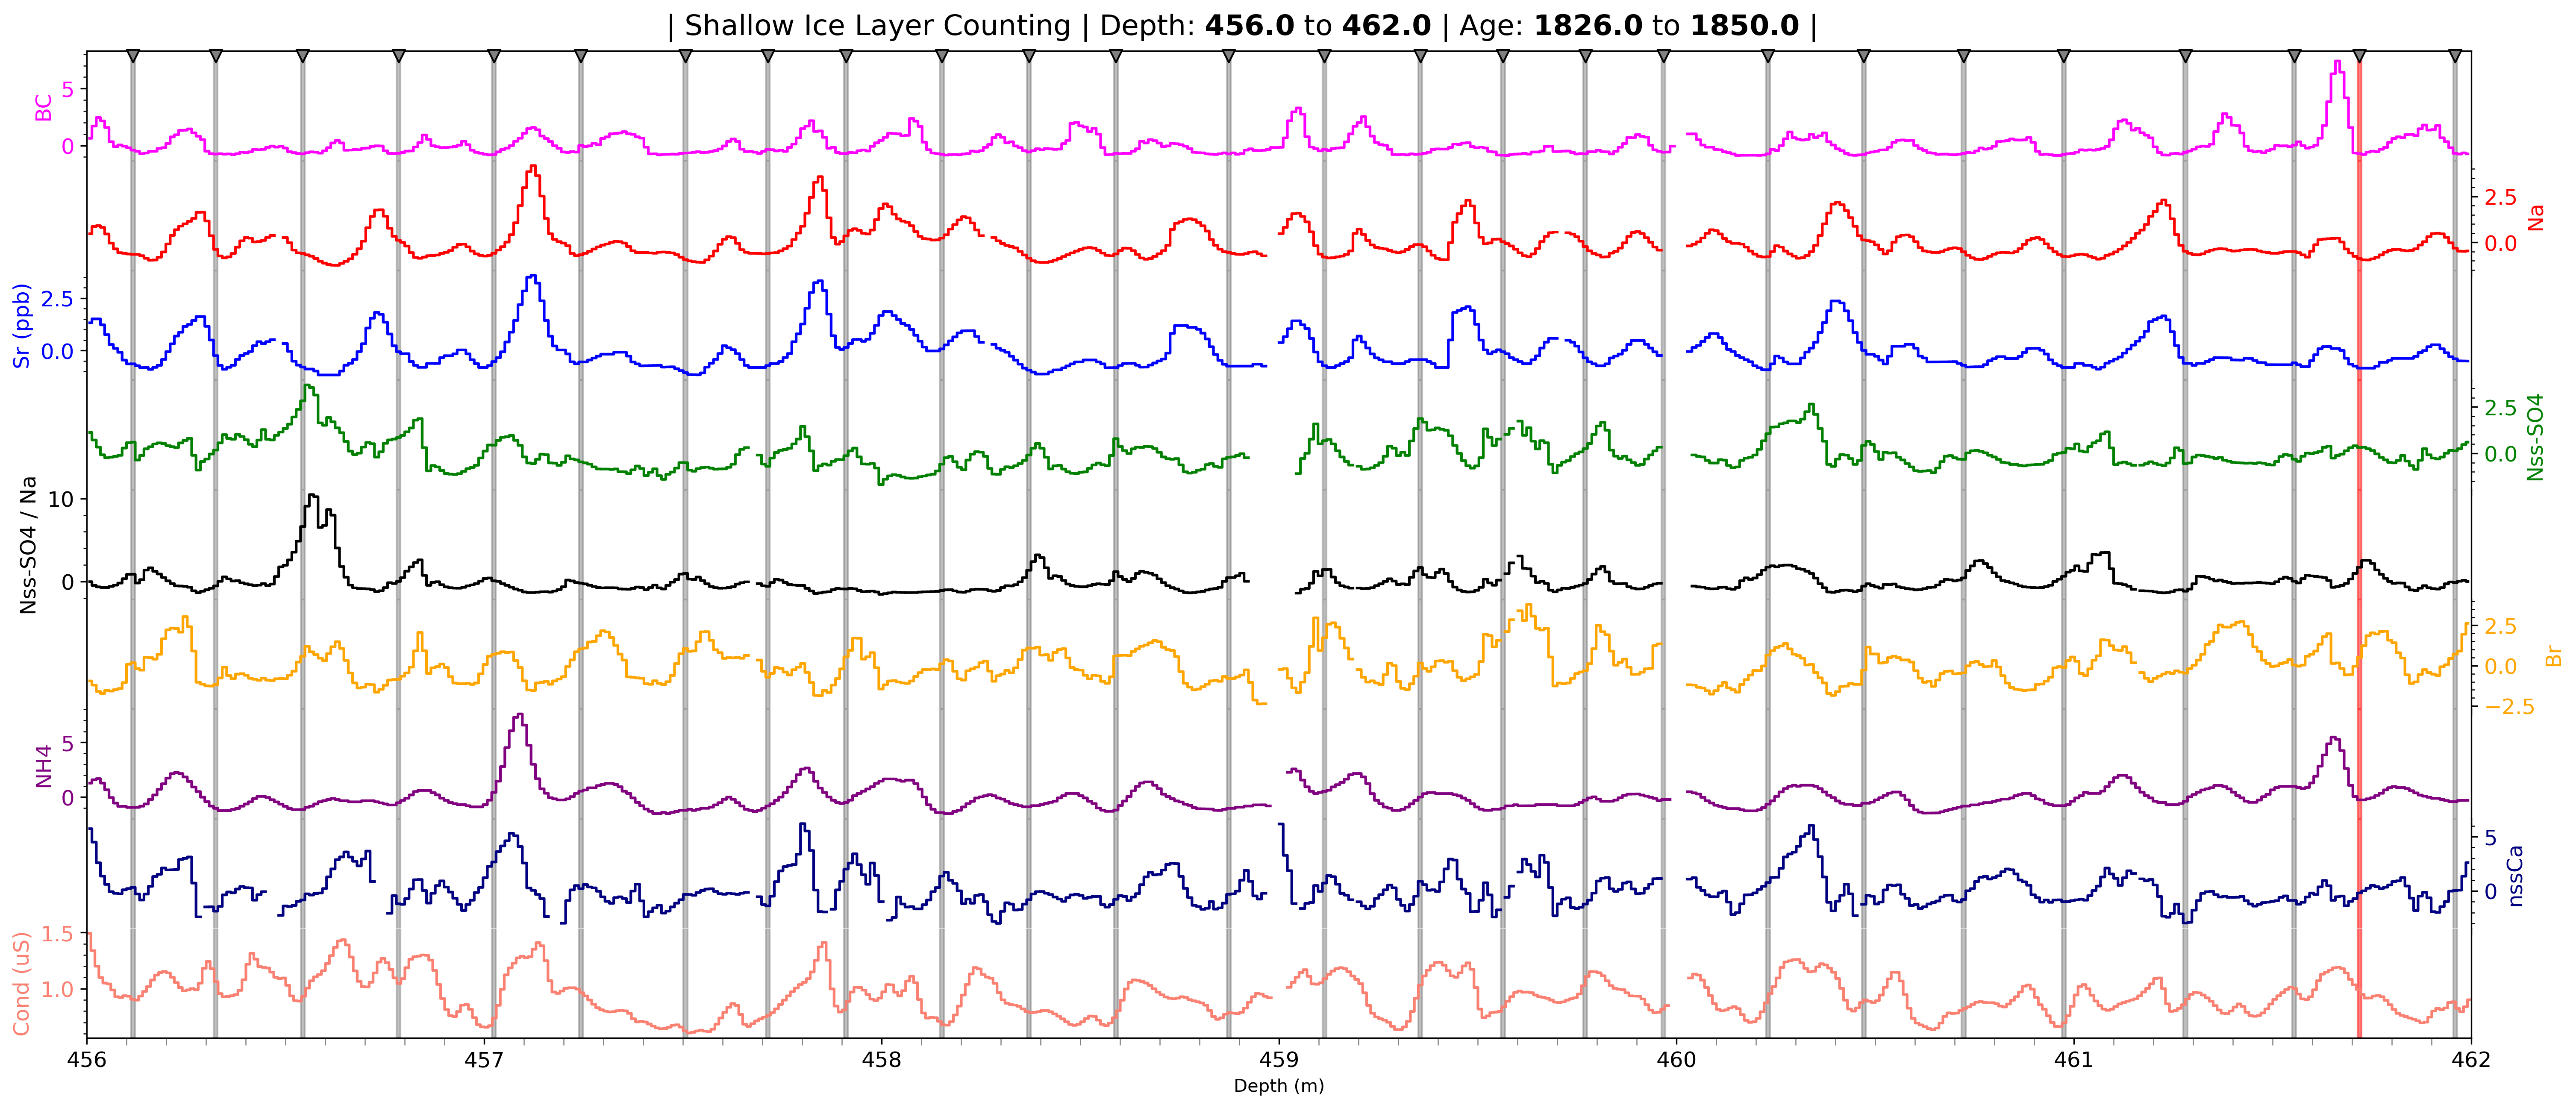 | Shallow Ice Layer Counting | Depth: 456.0 to 462.0 | Age: 1826.0 to 1850.0 |
BC
5
0
2.5
0.0
Na
Sr (ppb)
2.5
0.0
2.5
0.0
Nss-SO4
Nss-SO4 / Na
10
0
2.5
0.0
−2.5
Br
NH4
5
0
5
0
nssCa
Cond (uS)
1.5
1.0
456 457 458 459 460 461 462
Depth (m)